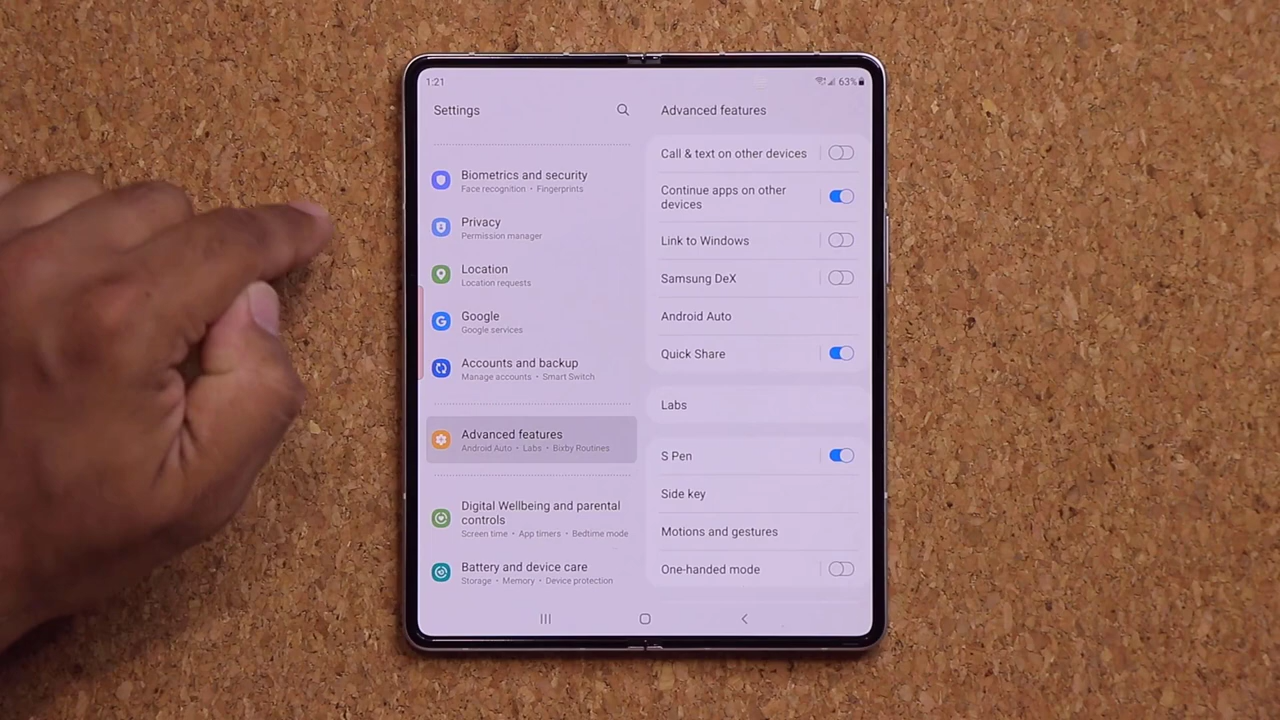 1:21
63%
Settings
Biometrics and security
Face recognition • Fingerprints
Privacy
Permission manager
Location
Location requests
Google
Google services
Accounts and backup
Manage accounts • Smart Switch
Advanced features
Android Auto • Labs • Bixby Routines
Digital Wellbeing and parental
controls
Screen time • App timers • Bedtime mode
Battery and device care
Storage • Memory • Device protection
Advanced features
Call & text on other devices
Continue apps on other
devices
Link to Windows
Samsung DeX
Android Auto
Quick Share
Labs
S Pen
Side key
Motions and gestures
One-handed mode